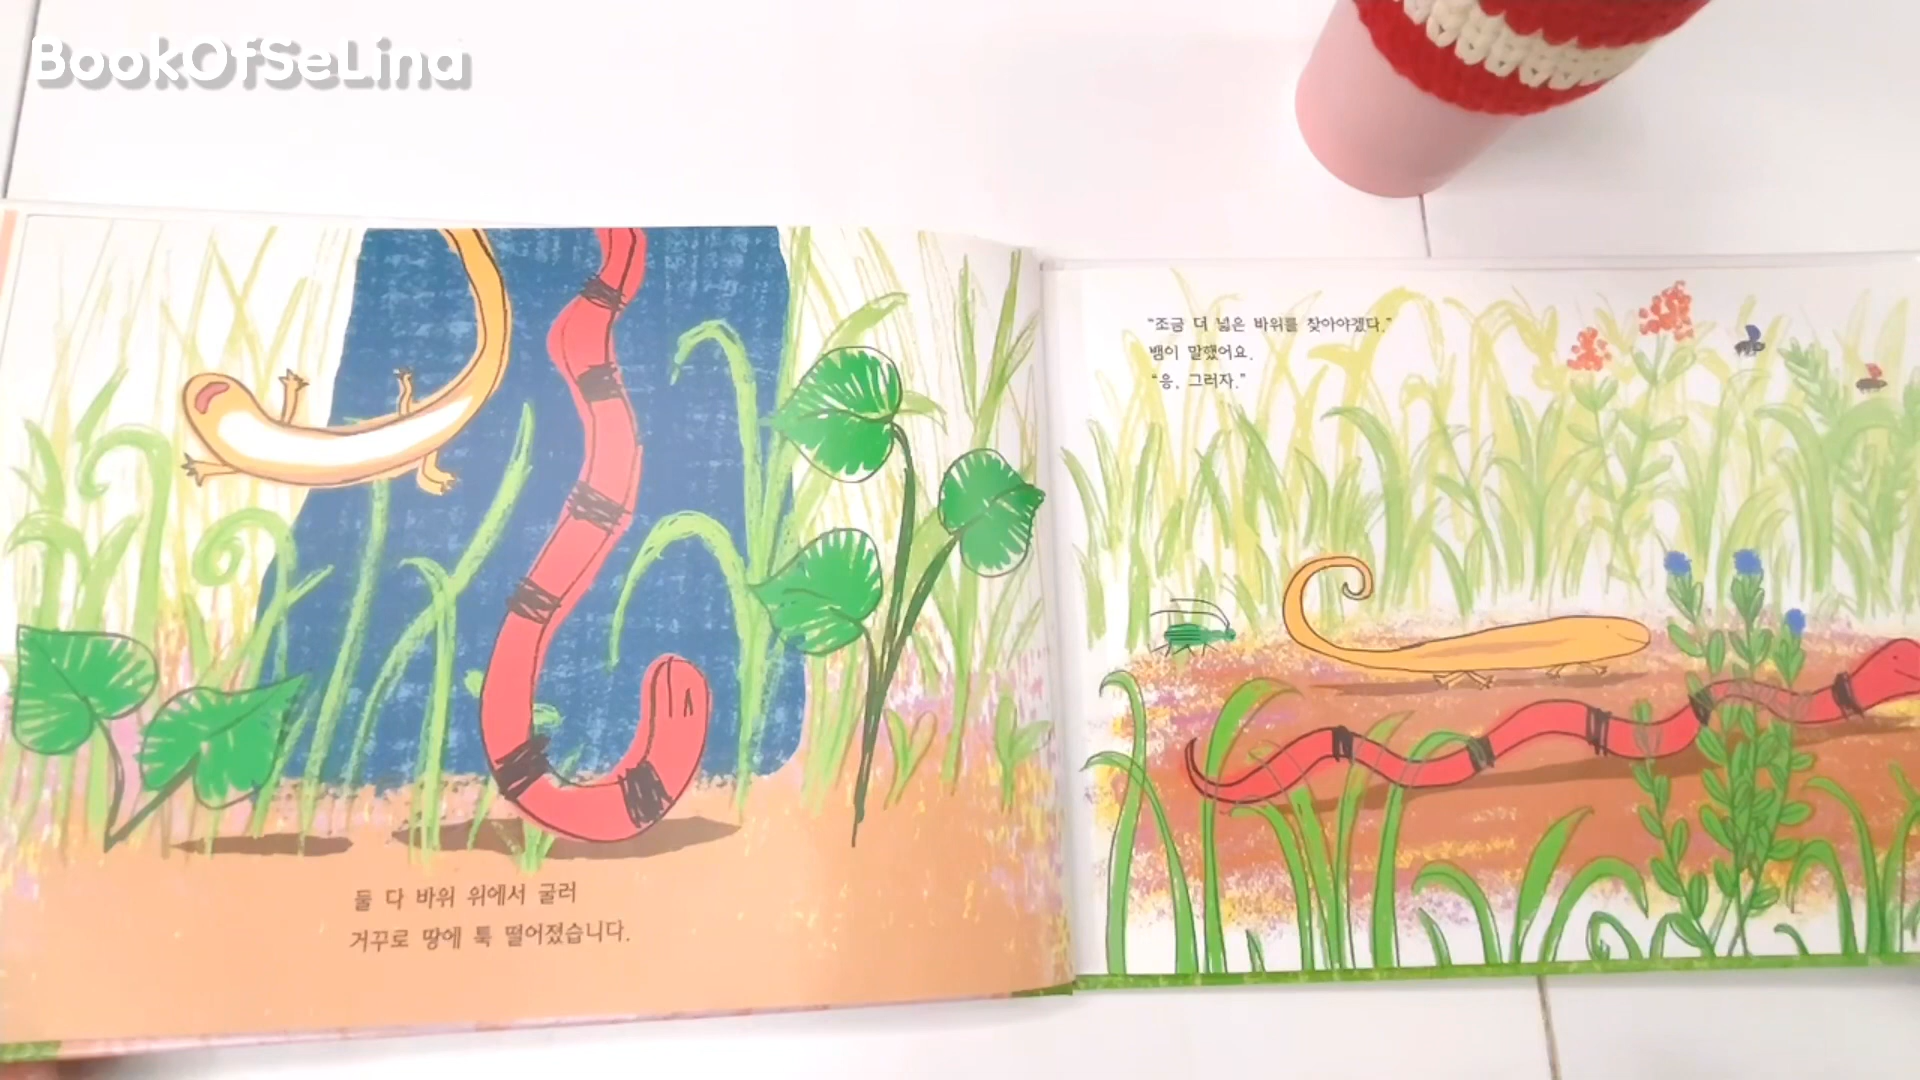 BookOfSeLina
둘 다 바위 위에서 굴러
거꾸로 땅에 툭 떨어졌습니다.
"조금 더 넓은 바위를 찾아야겠다."
뱀이 말했어요.
"응, 그러자."